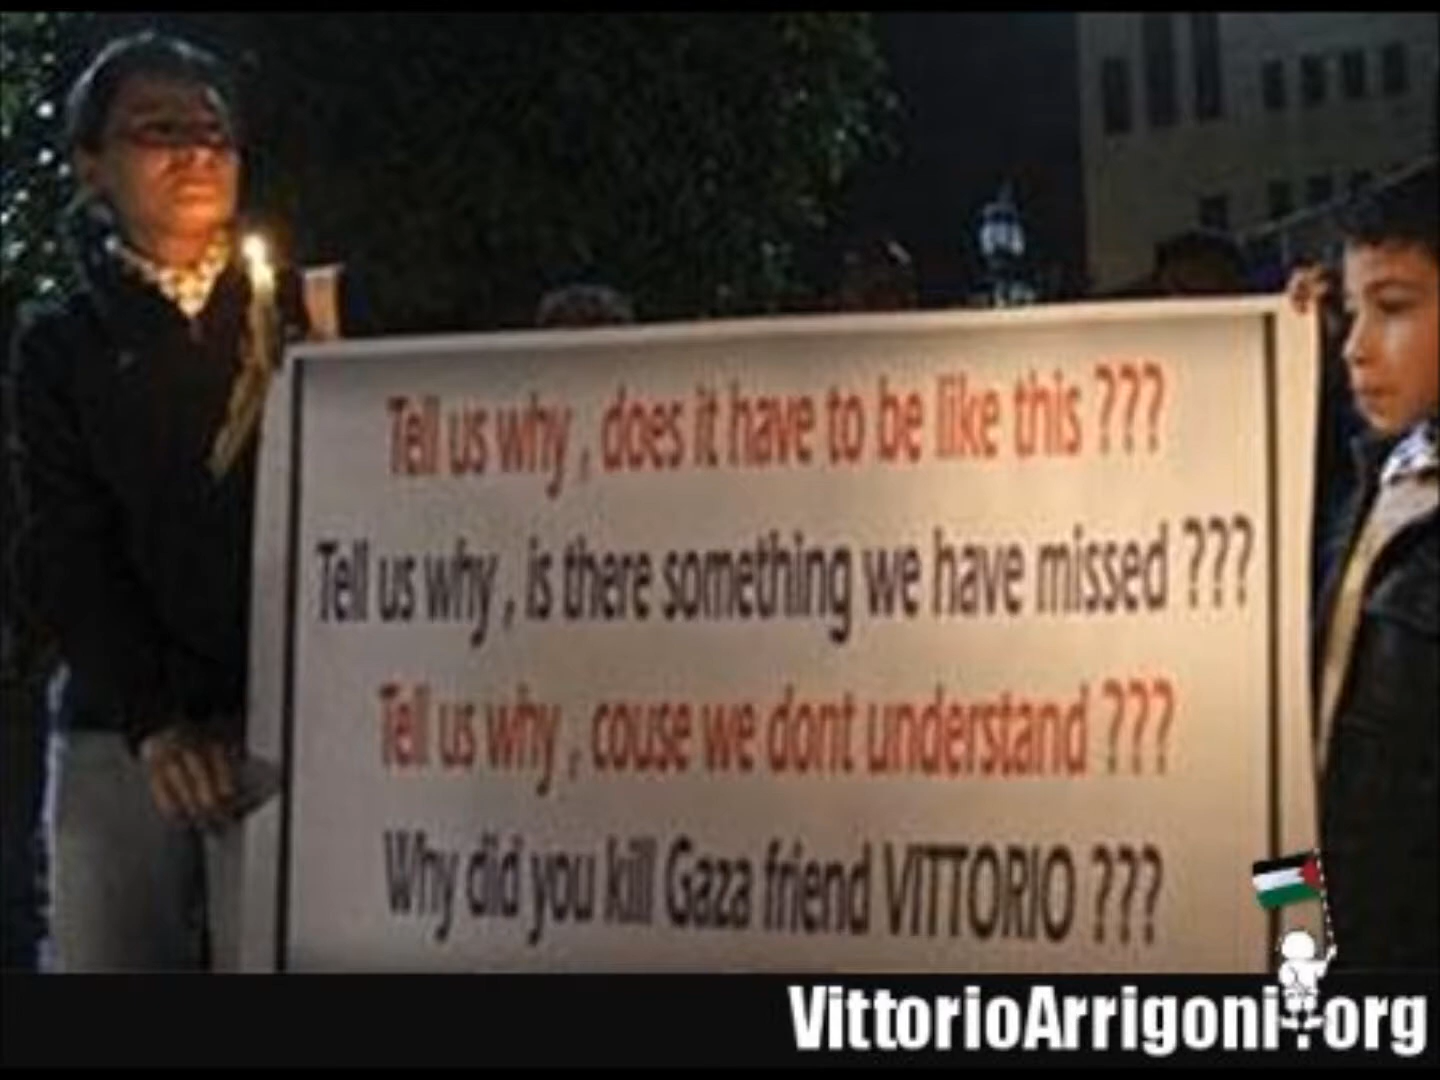 Tell us why , does it have to be like this ???
Tell us why , is there something we have missed ???
Tell us why , couse we dont understand ???
Why did you kill Gaza friend VITTORIO ???
VittorioArrigoni.org